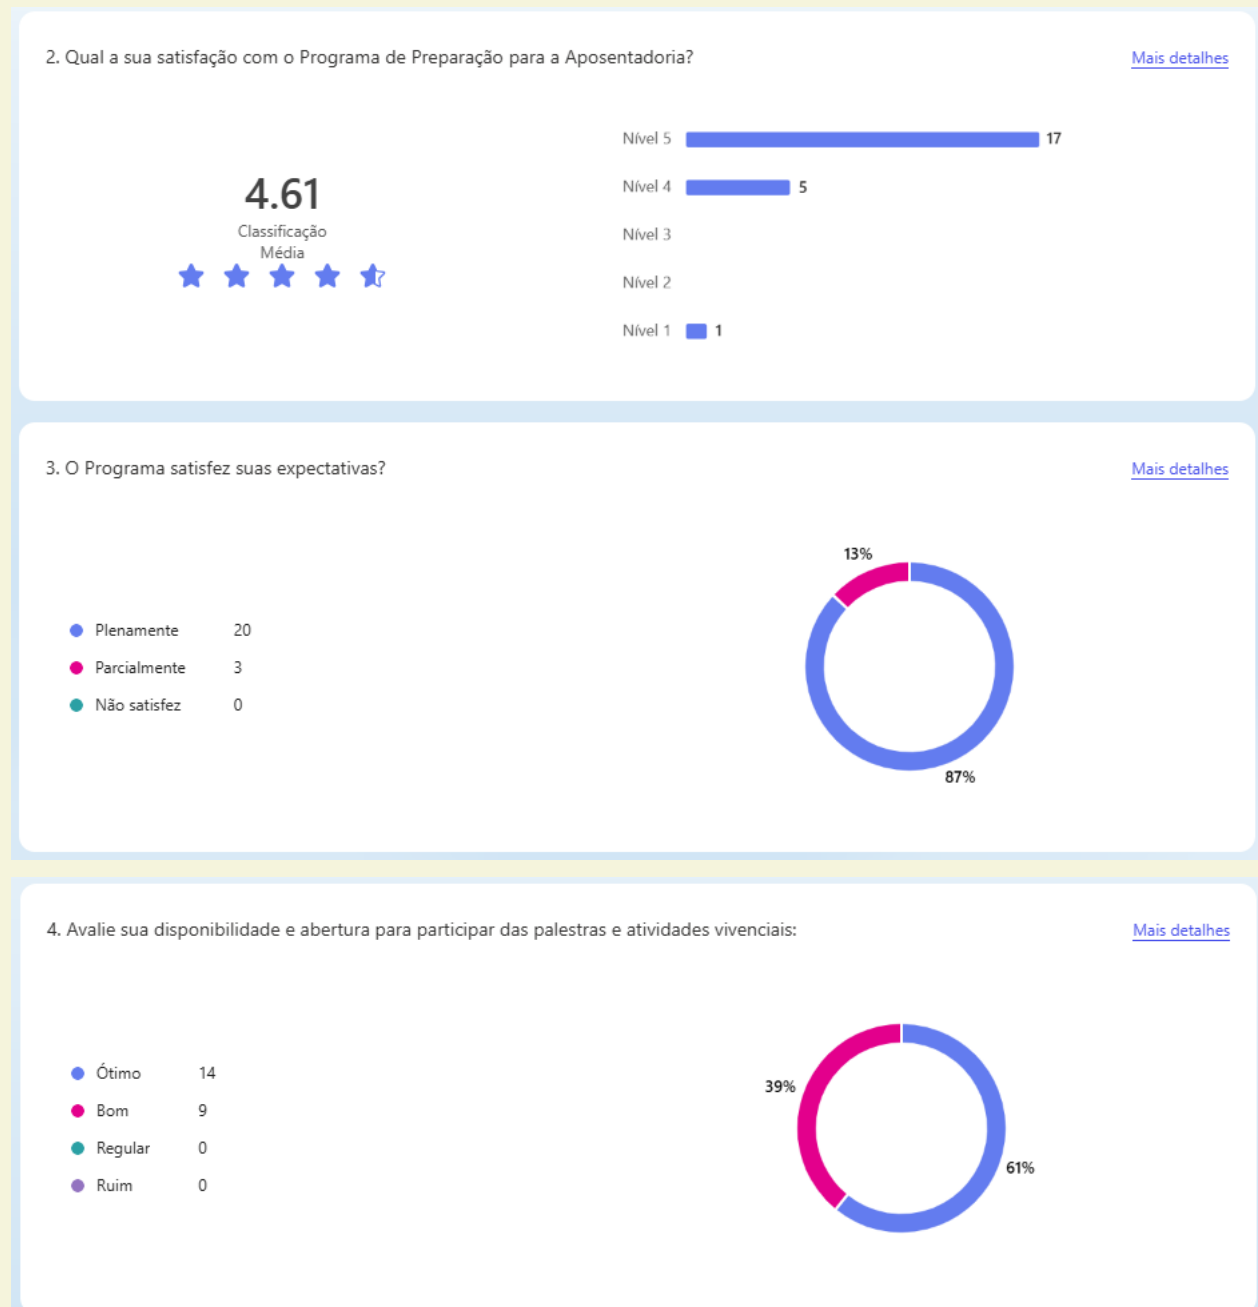 2. Qual a sua satisfação com o Programa de Preparação para a Aposentadoria?
Mais detalhes
4.61
Classificação
Média
Nível 5 17
Nível 4 5
Nível 3
Nível 2
Nível 1 1
3. O Programa satisfez suas expectativas?
Mais detalhes
Plenamente 20
Parcialmente 3
Não satisfez 0
13%
87%
4. Avalie sua disponibilidade e abertura para participar das palestras e atividades vivenciais:
Mais detalhes
Ótimo 14
Bom 9
Regular 0
Ruim 0
39%
61%